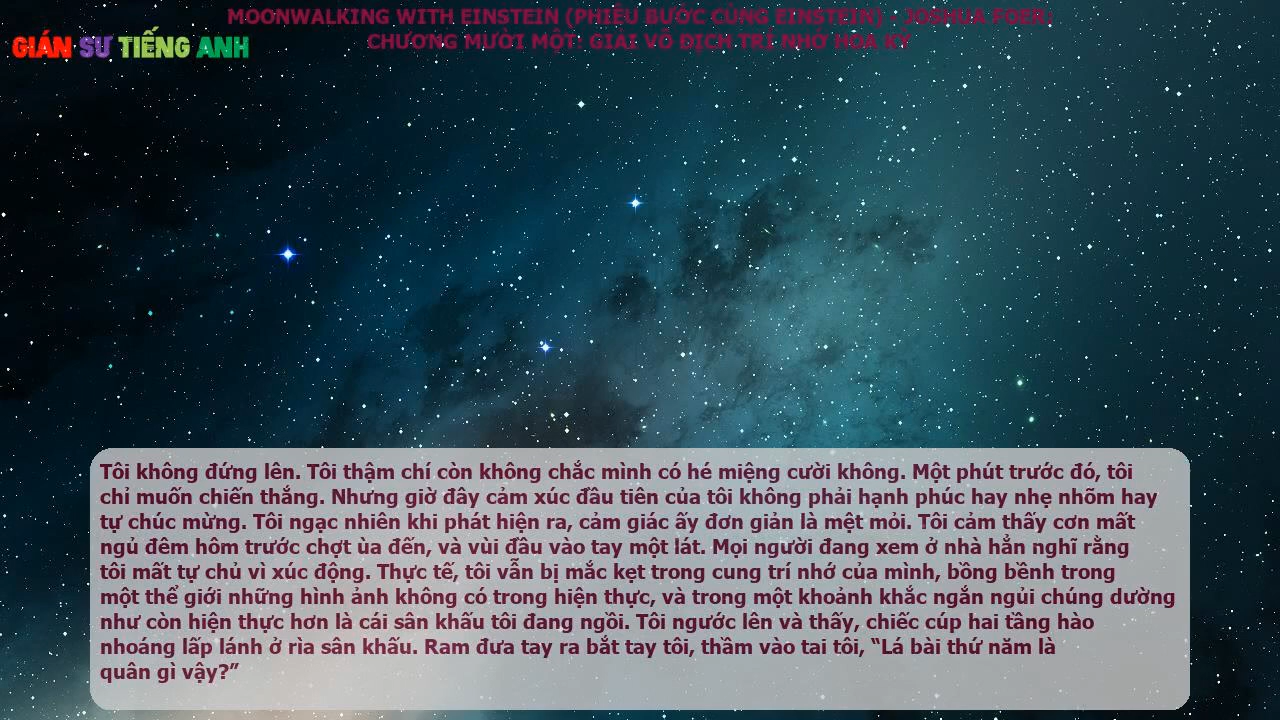 MOONWALKING WITH EINSTEIN (PHIÊU BƯỚC CÙNG EINSTEIN) - JOSHUA FOER;
CHƯƠNG MƯỜI MỘT: GIẢI VÔ ĐỊCH TRÍ NHỚ HOA KỲ
GIÁN SỨ TIẾNG ANH
Tôi không đứng lên. Tôi thậm chí còn không chắc mình có hé miệng cười không. Một phút trước đó, tôi
chỉ muốn chiến thắng. Nhưng giờ đây cảm xúc đầu tiên của tôi không phải hạnh phúc hay nhẹ nhõm hay
tự chúc mừng. Tôi ngạc nhiên khi phát hiện ra, cảm giác ấy đơn giản là mệt mỏi. Tôi cảm thấy cơn mất
ngủ đêm hôm trước chợt ùa đến, và vùi đầu vào tay một lát. Mọi người đang xem ở nhà hẳn nghĩ rằng
tôi mất tự chủ vì xúc động. Thực tế, tôi vẫn bị mắc kẹt trong cung trí nhớ của mình, bồng bềnh trong
một thể giới những hình ảnh không có trong hiện thực, và trong một khoảnh khắc ngắn ngủi chúng dường
như còn hiện thực hơn là cái sân khấu tôi đang ngồi. Tôi ngước lên và thấy, chiếc cúp hai tầng hào
nhoáng lấp lánh ở rìa sân khấu. Ram đưa tay ra bắt tay tôi, thầm vào tai tôi, “Lá bài thứ năm là
quân gì vậy?”